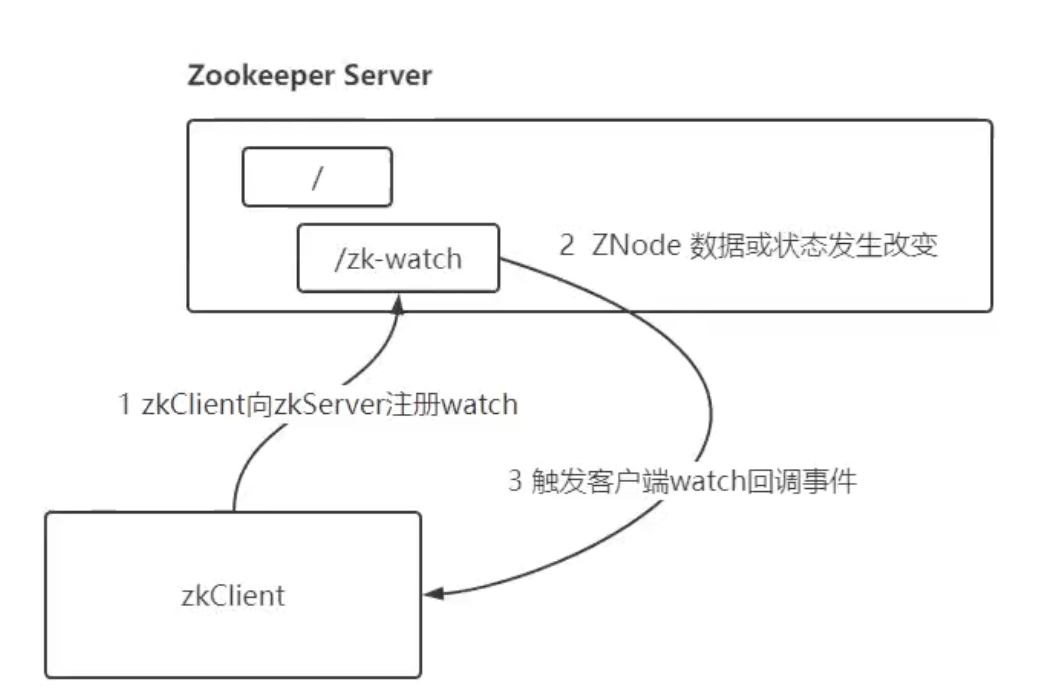 Zookeeper Server
/
/zk-watch
2 ZNode 数据或状态发生改变
1 zkClient向zkServer注册watch
3 触发客户端watch回调事件
zkClient